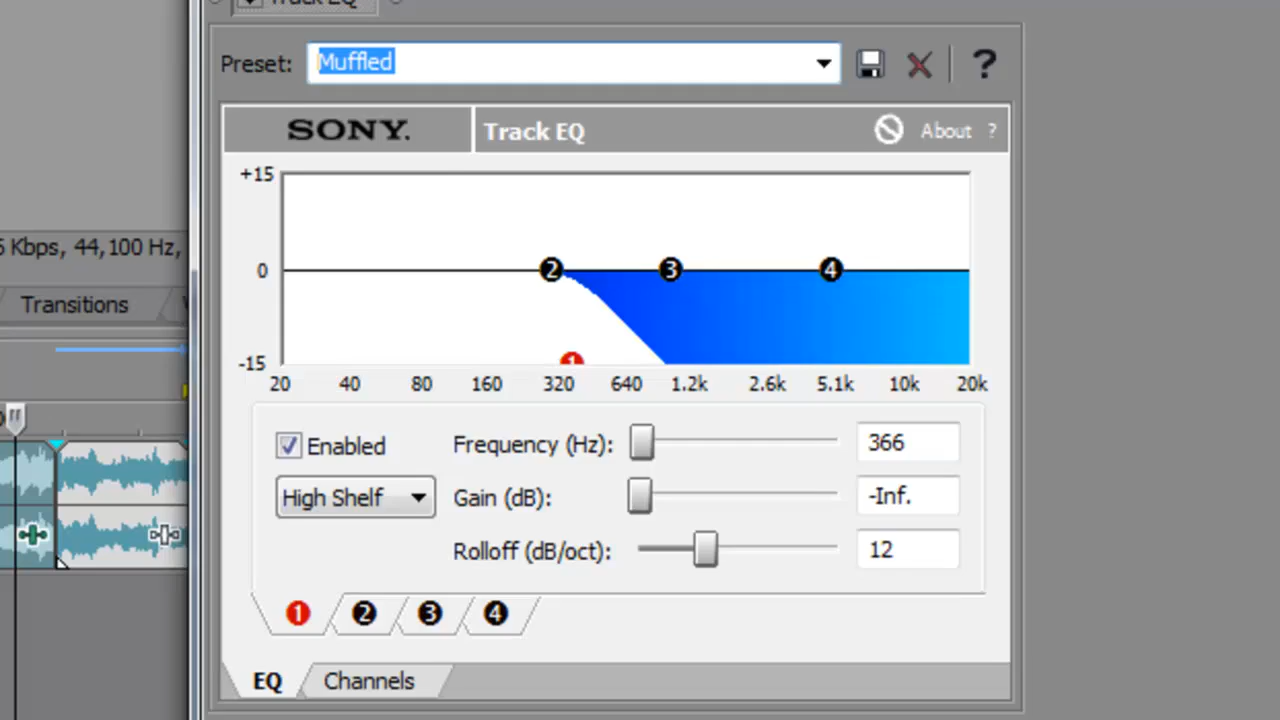 Track EQ
Preset: Muffled
?
SONY. Track EQ About ?
+15
0
-15
2 3 4
1
20 40 80 160 320 640 1.2k 2.6k 5.1k 10k 20k
Kbps, 44,100 Hz,
Transitions
Enabled Frequency (Hz): 366
High Shelf Gain (dB): -Inf.
Rolloff (dB/oct): 12
1 2 3 4
EQ Channels